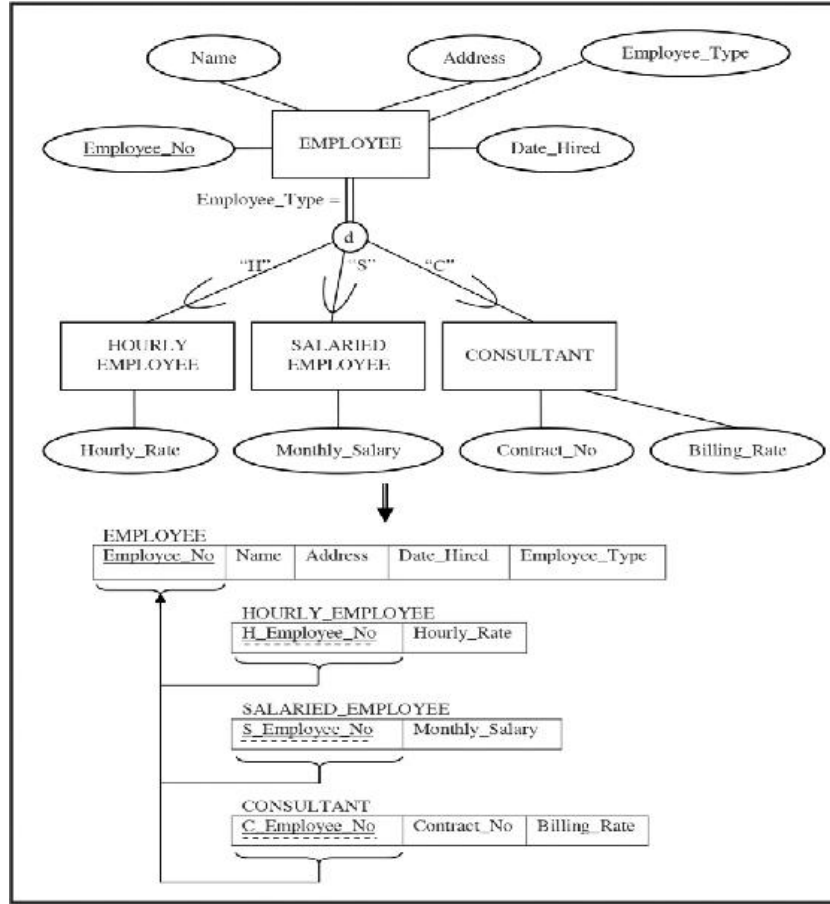 Name
Address
Employee_Type
Employee_No
EMPLOYEE
Date_Hired
Employee_Type =
d
“H”
“S”
“C”
HOURLY
EMPLOYEE
SALARIED
EMPLOYEE
CONSULTANT
Hourly_Rate
Monthly_Salary
Contract_No
Billing_Rate
EMPLOYEE
Employee_No Name Address Date_Hired Employee_Type
HOURLY_EMPLOYEE
H_Employee_No Hourly_Rate
SALARIED_EMPLOYEE
S_Employee_No Monthly_Salary
CONSULTANT
C_Employee_No Contract_No Billing_Rate